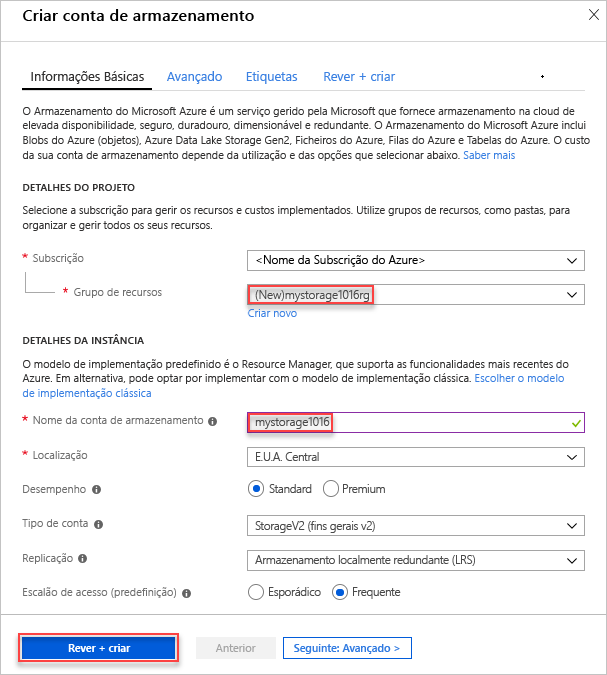 Criar conta de armazenamento
Informações Básicas Avançado Etiquetas Rever + criar
O Armazenamento do Microsoft Azure é um serviço gerido pela Microsoft que fornece armazenamento na cloud de
elevada disponibilidade, seguro, duradouro, dimensionável e redundante. O Armazenamento do Microsoft Azure inclui
Blobs do Azure (objetos), Azure Data Lake Storage Gen2, Ficheiros do Azure, Filas do Azure e Tabelas do Azure. O custo
da sua conta de armazenamento depende da utilização e das opções que selecionar abaixo. Saber mais
DETALHES DO PROJETO
Selecione a subscrição para gerir os recursos e custos implementados. Utilize grupos de recursos, como pastas, para
organizar e gerir todos os seus recursos.
* Subscrição <Nome da Subscrição do Azure>
* Grupo de recursos (New)mystorage1016rg
Criar novo
DETALHES DA INSTÂNCIA
O modelo de implementação predefinido é o Resource Manager, que suporta as funcionalidades mais recentes do
Azure. Em alternativa, pode optar por implementar com o modelo de implementação clássica. Escolher o modelo
de implementação clássica
* Nome da conta de armazenamento mystorage1016
* Localização E.U.A. Central
Desempenho Standard Premium
Tipo de conta StorageV2 (fins gerais v2)
Replicação Armazenamento localmente redundante (LRS)
Escalão de acesso (predefinição) Esporádico Frequente
Rever + criar Anterior Seguinte: Avançado >